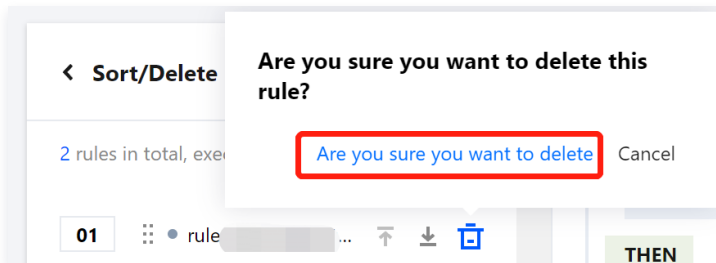 Sort/Delete
Are you sure you want to delete this
rule?
Are you sure you want to delete Cancel
2 rules in total, exe
01 rule ...
THEN